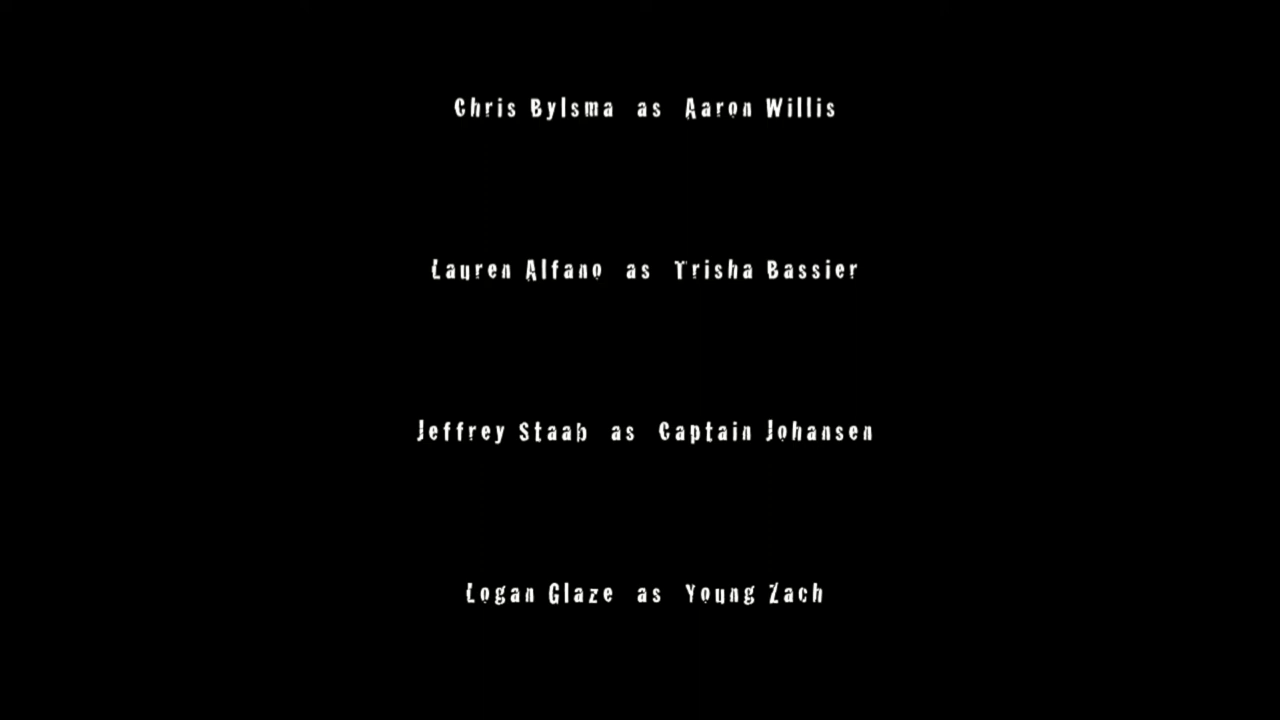 Chris Bylsma as Aaron Willis
Lauren Alfano as Trisha Bassier
Jeffrey Staab as Captain Johansen
Logan Glaze as Young Zach